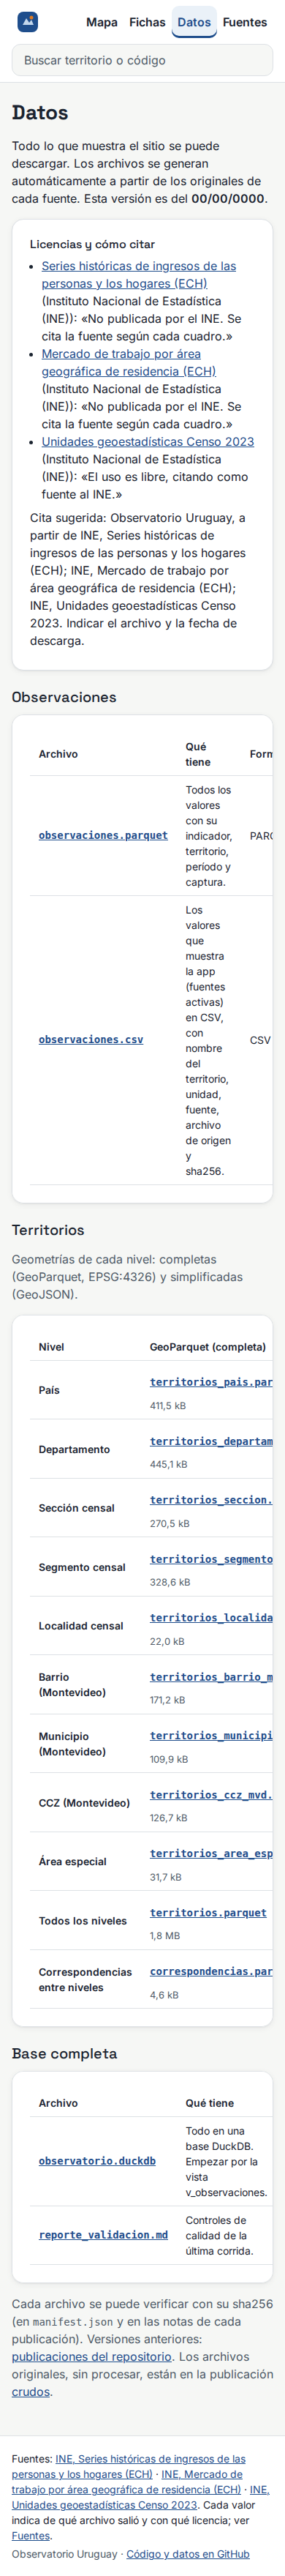 Mapa Fichas Datos Fuentes
Buscar territorio o código
Datos
Todo lo que muestra el sitio se puede
descargar. Los archivos se generan
automáticamente a partir de los originales de
cada fuente. Esta versión es del 00/00/0000.
Licencias y cómo citar
• Series históricas de ingresos de las
personas y los hogares (ECH)
(Instituto Nacional de Estadística
(INE)): «No publicada por el INE. Se
cita la fuente según cada cuadro.»
• Mercado de trabajo por área
geográfica de residencia (ECH)
(Instituto Nacional de Estadística
(INE)): «No publicada por el INE. Se
cita la fuente según cada cuadro.»
• Unidades geoestadísticas Censo 2023
(Instituto Nacional de Estadística
(INE)): «El uso es libre, citando como
fuente al INE.»
Cita sugerida: Observatorio Uruguay, a
partir de INE, Series históricas de
ingresos de las personas y los hogares
(ECH); INE, Mercado de trabajo por
área geográfica de residencia (ECH);
INE, Unidades geoestadísticas Censo
2023. Indicar el archivo y la fecha de
descarga.
Observaciones
Archivo Qué tiene Form
observaciones.parquet
Todos los
valores
con su
indicador,
territorio,
período y
captura.
PARQ
observaciones.csv
Los
valores
que
muestra
la app
(fuentes
activas)
en CSV,
con
nombre
del
territorio,
unidad,
fuente,
archivo
de origen
y
sha256.
CSV
Territorios
Geometrías de cada nivel: completas
(GeoParquet, EPSG:4326) y simplificadas
(GeoJSON).
Nivel GeoParquet (completa)
País territorios_pais.par
411,5 kB
Departamento territorios_departam
445,1 kB
Sección censal territorios_seccion.
270,5 kB
Segmento censal territorios_segmento
328,6 kB
Localidad censal territorios_localida
22,0 kB
Barrio
(Montevideo)
territorios_barrio_m
171,2 kB
Municipio
(Montevideo)
territorios_municipi
109,9 kB
CCZ (Montevideo) territorios_ccz_mvd.
126,7 kB
Área especial territorios_area_esp
31,7 kB
Todos los niveles territorios.parquet
1,8 MB
Correspondencias
entre niveles
correspondencias.par
4,6 kB
Base completa
Archivo Qué tiene
observatorio.duckdb
Todo en una
base DuckDB.
Empezar por la
vista
v_observaciones.
reporte_validacion.md
Controles de
calidad de la
última corrida.
Cada archivo se puede verificar con su sha256
(en manifest.json y en las notas de cada
publicación). Versiones anteriores:
publicaciones del repositorio. Los archivos
originales, sin procesar, están en la publicación
crudos.
Fuentes: INE, Series históricas de ingresos de las
personas y los hogares (ECH) · INE, Mercado de
trabajo por área geográfica de residencia (ECH) · INE,
Unidades geoestadísticas Censo 2023. Cada valor
indica de qué archivo salió y con qué licencia; ver
Fuentes.
Observatorio Uruguay · Código y datos en GitHub